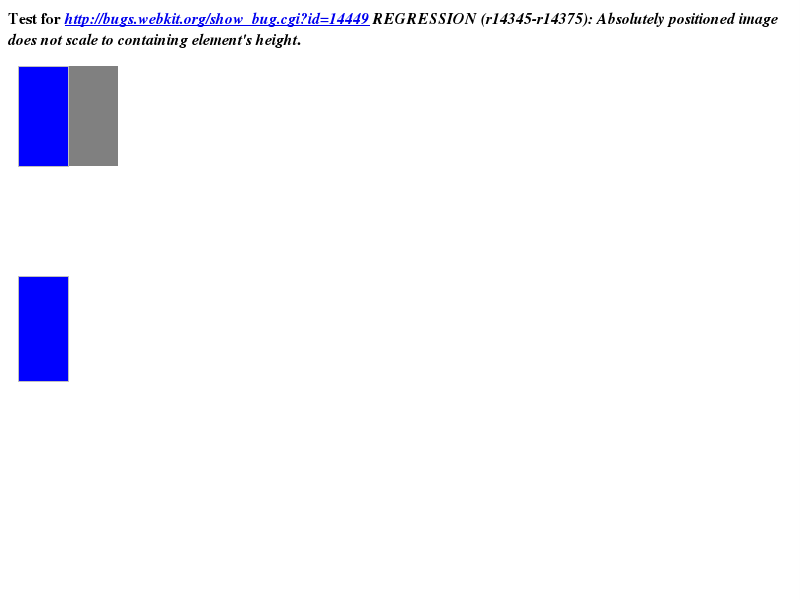 Test for http://bugs.webkit.org/show_bug.cgi?id=14449 REGRESSION (r14345-r14375): Absolutely positioned image
does not scale to containing element's height.